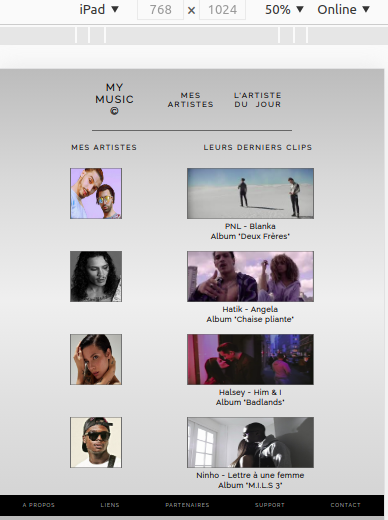 iPad ▼ 768 × 1024 50% ▼ Online ▼
MY
MUSIC
©
MES
ARTISTES
L'ARTISTE
DU JOUR
MES ARTISTES
LEURS DERNIERS CLIPS
PNL - Blanka
Album "Deux Frères"
Hatik - Angela
Album "Chaise pliante"
Halsey - Him & I
Album "Badlands"
Ninho - Lettre à une femme
Album "M.I.L.S 3"
A PROPOS LIENS PARTENAIRES SUPPORT CONTACT